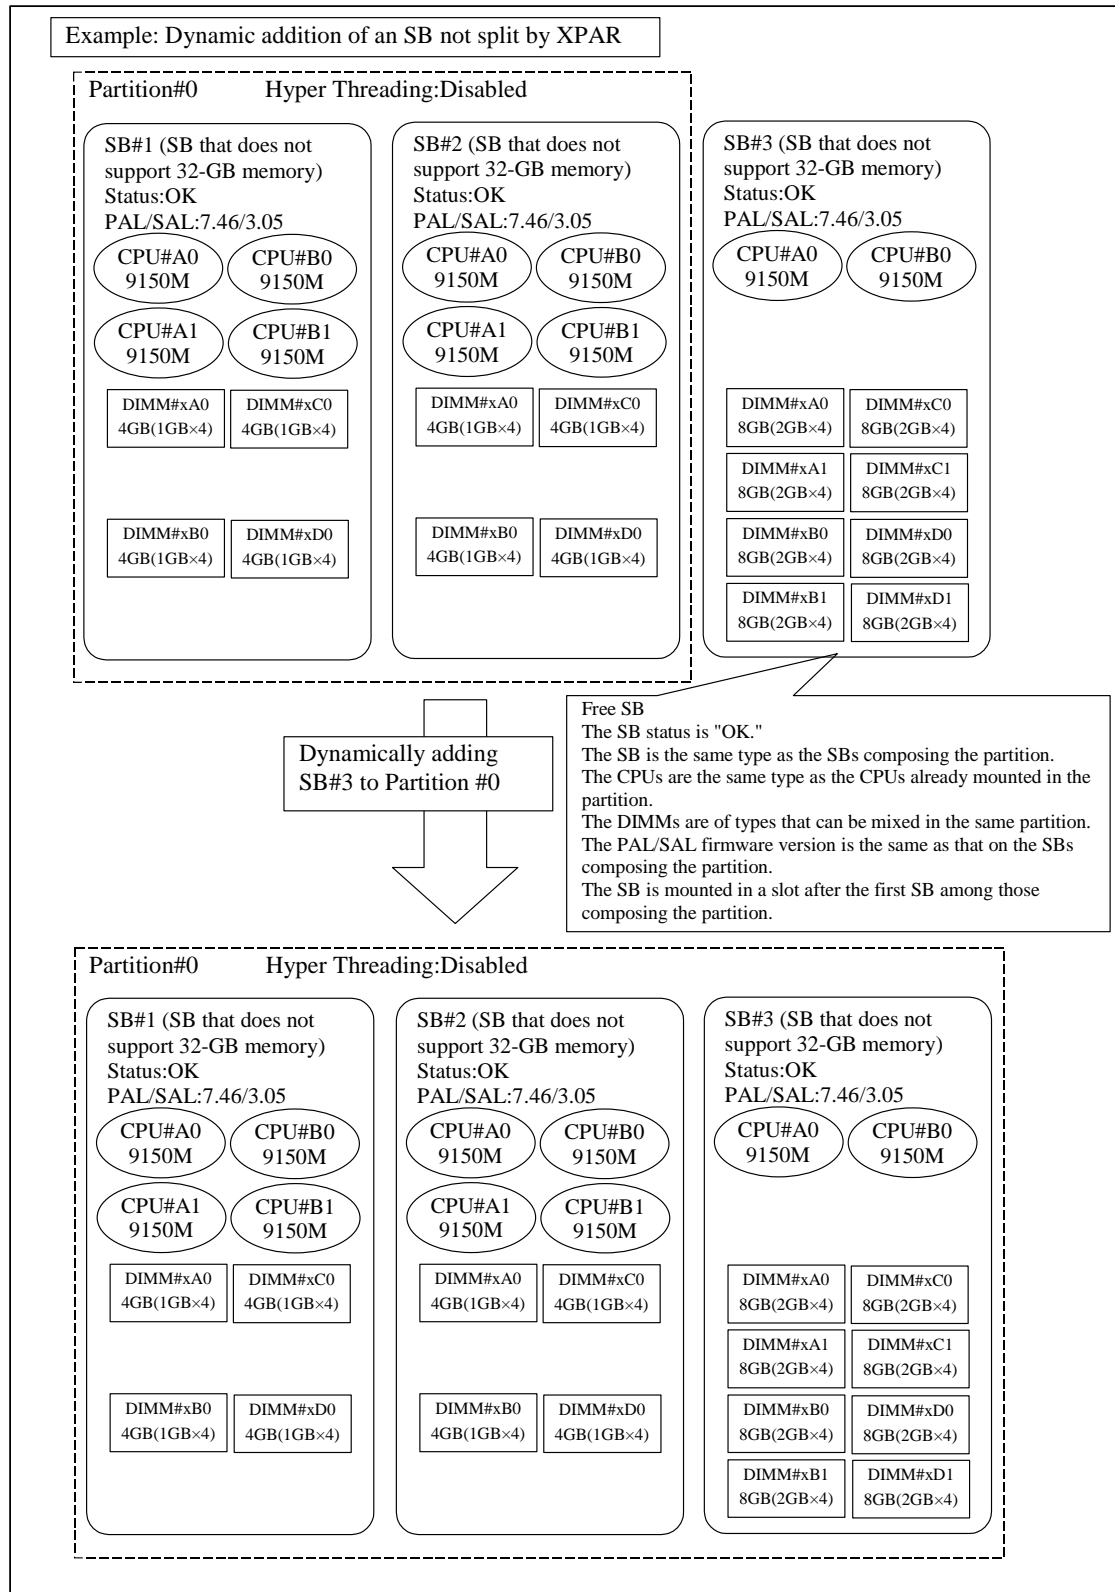 Example: Dynamic addition of an SB not split by XPAR
Partition#0 Hyper Threading:Disabled
SB#1 (SB that does not
support 32-GB memory)
Status:OK
PAL/SAL:7.46/3.05
CPU#A0
9150M
CPU#B0
9150M
CPU#A1
9150M
CPU#B1
9150M
DIMM#xA0
4GB(1GB×4)
DIMM#xC0
4GB(1GB×4)
DIMM#xB0
4GB(1GB×4)
DIMM#xD0
4GB(1GB×4)
SB#2 (SB that does not
support 32-GB memory)
Status:OK
PAL/SAL:7.46/3.05
CPU#A0
9150M
CPU#B0
9150M
CPU#A1
9150M
CPU#B1
9150M
DIMM#xA0
4GB(1GB×4)
DIMM#xC0
4GB(1GB×4)
DIMM#xB0
4GB(1GB×4)
DIMM#xD0
4GB(1GB×4)
SB#3 (SB that does not
support 32-GB memory)
Status:OK
PAL/SAL:7.46/3.05
CPU#A0
9150M
CPU#B0
9150M
DIMM#xA0
8GB(2GB×4)
DIMM#xC0
8GB(2GB×4)
DIMM#xA1
8GB(2GB×4)
DIMM#xC1
8GB(2GB×4)
DIMM#xB0
8GB(2GB×4)
DIMM#xD0
8GB(2GB×4)
DIMM#xB1
8GB(2GB×4)
DIMM#xD1
8GB(2GB×4)
Dynamically adding
SB#3 to Partition #0
Free SB
The SB status is "OK."
The SB is the same type as the SBs composing the partition.
The CPUs are the same type as the CPUs already mounted in the
partition.
The DIMMs are of types that can be mixed in the same partition.
The PAL/SAL firmware version is the same as that on the SBs
composing the partition.
The SB is mounted in a slot after the first SB among those
composing the partition.
Partition#0 Hyper Threading:Disabled
SB#1 (SB that does not
support 32-GB memory)
Status:OK
PAL/SAL:7.46/3.05
CPU#A0
9150M
CPU#B0
9150M
CPU#A1
9150M
CPU#B1
9150M
DIMM#xA0
4GB(1GB×4)
DIMM#xC0
4GB(1GB×4)
DIMM#xB0
4GB(1GB×4)
DIMM#xD0
4GB(1GB×4)
SB#2 (SB that does not
support 32-GB memory)
Status:OK
PAL/SAL:7.46/3.05
CPU#A0
9150M
CPU#B0
9150M
CPU#A1
9150M
CPU#B1
9150M
DIMM#xA0
4GB(1GB×4)
DIMM#xC0
4GB(1GB×4)
DIMM#xB0
4GB(1GB×4)
DIMM#xD0
4GB(1GB×4)
SB#3 (SB that does not
support 32-GB memory)
Status:OK
PAL/SAL:7.46/3.05
CPU#A0
9150M
CPU#B0
9150M
DIMM#xA0
8GB(2GB×4)
DIMM#xC0
8GB(2GB×4)
DIMM#xA1
8GB(2GB×4)
DIMM#xC1
8GB(2GB×4)
DIMM#xB0
8GB(2GB×4)
DIMM#xD0
8GB(2GB×4)
DIMM#xB1
8GB(2GB×4)
DIMM#xD1
8GB(2GB×4)